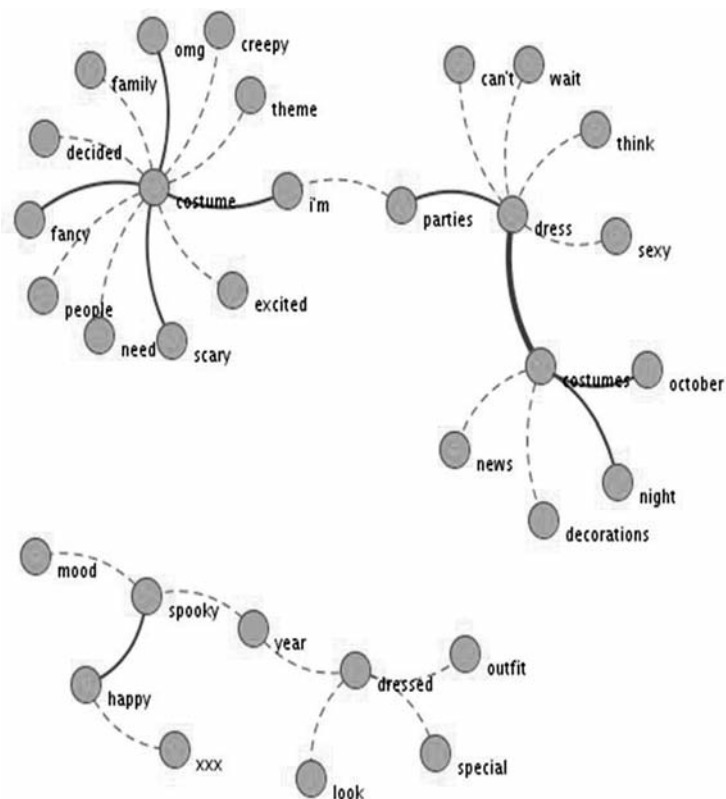 omg
creepy
family
can't
wait
theme
think
decided
costume
i'm
fancy
parties
dress
sexy
people
excited
need
scary
costumes
october
news
night
decorations
mood
spooky
year
outfit
dressed
happy
xxx
special
look